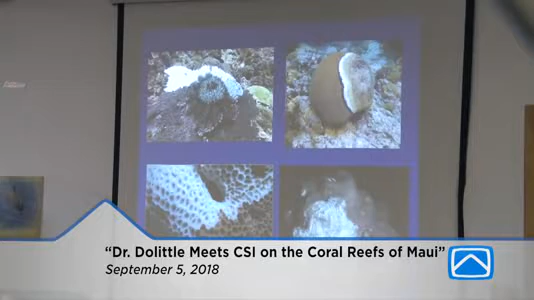 "Dr. Dolittle Meets CSI on the Coral Reefs of Maui"
September 5, 2018